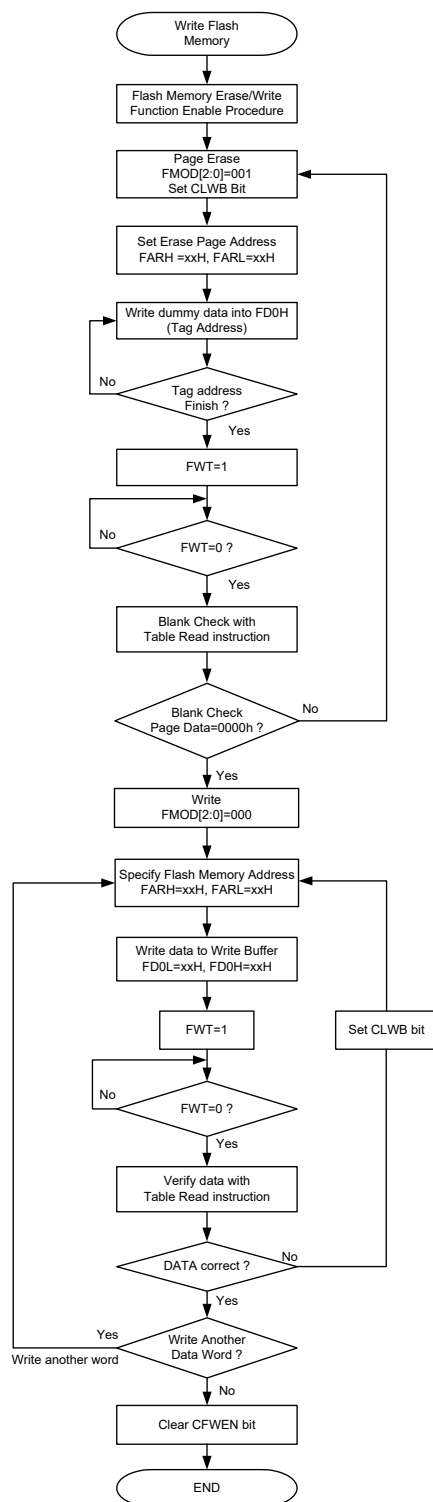 Write Flash
Memory
Flash Memory Erase/Write
Function Enable Procedure
Page Erase
FMOD[2:0]=001
Set CLWB Bit
Set Erase Page Address
FARH =xxH, FARL=xxH
Write dummy data into FD0H
(Tag Address)
No
Tag address
Finish ?
Yes
FWT=1
No
FWT=0 ?
Yes
Blank Check with
Table Read instruction
No
Blank Check
Page Data=0000h ?
Yes
Write
FMOD[2:0]=000
Specify Flash Memory Address
FARH=xxH, FARL=xxH
Write data to Write Buffer
FD0L=xxH, FD0H=xxH
FWT=1
Set CLWB bit
No
FWT=0 ?
Yes
Verify data with
Table Read instruction
No
DATA correct ?
Yes
Yes
Write another word
Write Another
Data Word ?
No
Clear CFWEN bit
END